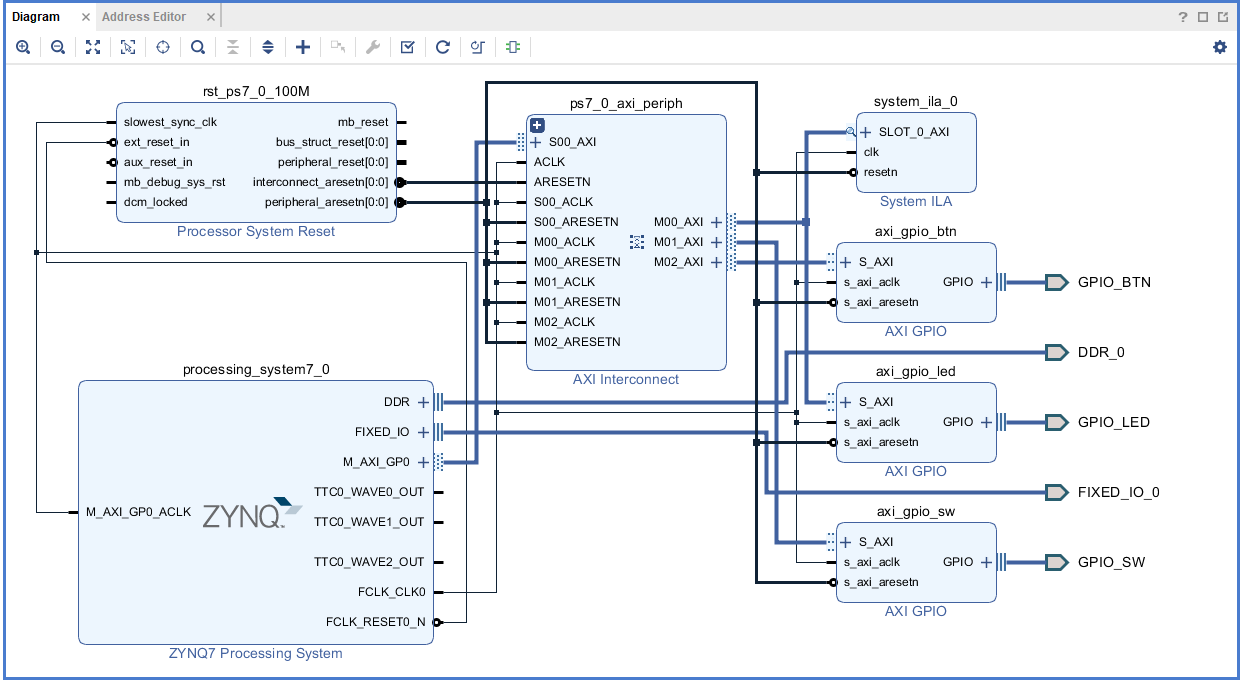 Diagram
Address Editor
rst_ps7_0_100M
slowest_sync_clk
ext_reset_in
aux_reset_in
mb_debug_sys_rst
dcm_locked
mb_reset
bus_struct_reset[0:0]
peripheral_reset[0:0]
interconnect_aresetn[0:0]
peripheral_aresetn[0:0]
Processor System Reset
ps7_0_axi_periph
S00_AXI
ACLK
ARESETN
S00_ACLK
S00_ARESETN
M00_ACLK
M00_ARESETN
M01_ACLK
M01_ARESETN
M02_ACLK
M02_ARESETN
M00_AXI
M01_AXI
M02_AXI
AXI Interconnect
system_ila_0
SLOT_0_AXI
clk
resetn
System ILA
axi_gpio_btn
S_AXI
s_axi_aclk
s_axi_aresetn
GPIO
AXI GPIO
GPIO_BTN
DDR_0
axi_gpio_led
S_AXI
s_axi_aclk
s_axi_aresetn
GPIO
AXI GPIO
GPIO_LED
FIXED_IO_0
axi_gpio_sw
S_AXI
s_axi_aclk
s_axi_aresetn
GPIO
AXI GPIO
GPIO_SW
processing_system7_0
M_AXI_GP0_ACLK
ZYNQ
DDR
FIXED_IO
M_AXI_GP0
TTC0_WAVE0_OUT
TTC0_WAVE1_OUT
TTC0_WAVE2_OUT
FCLK_CLK0
FCLK_RESET0_N
ZYNQ7 Processing System